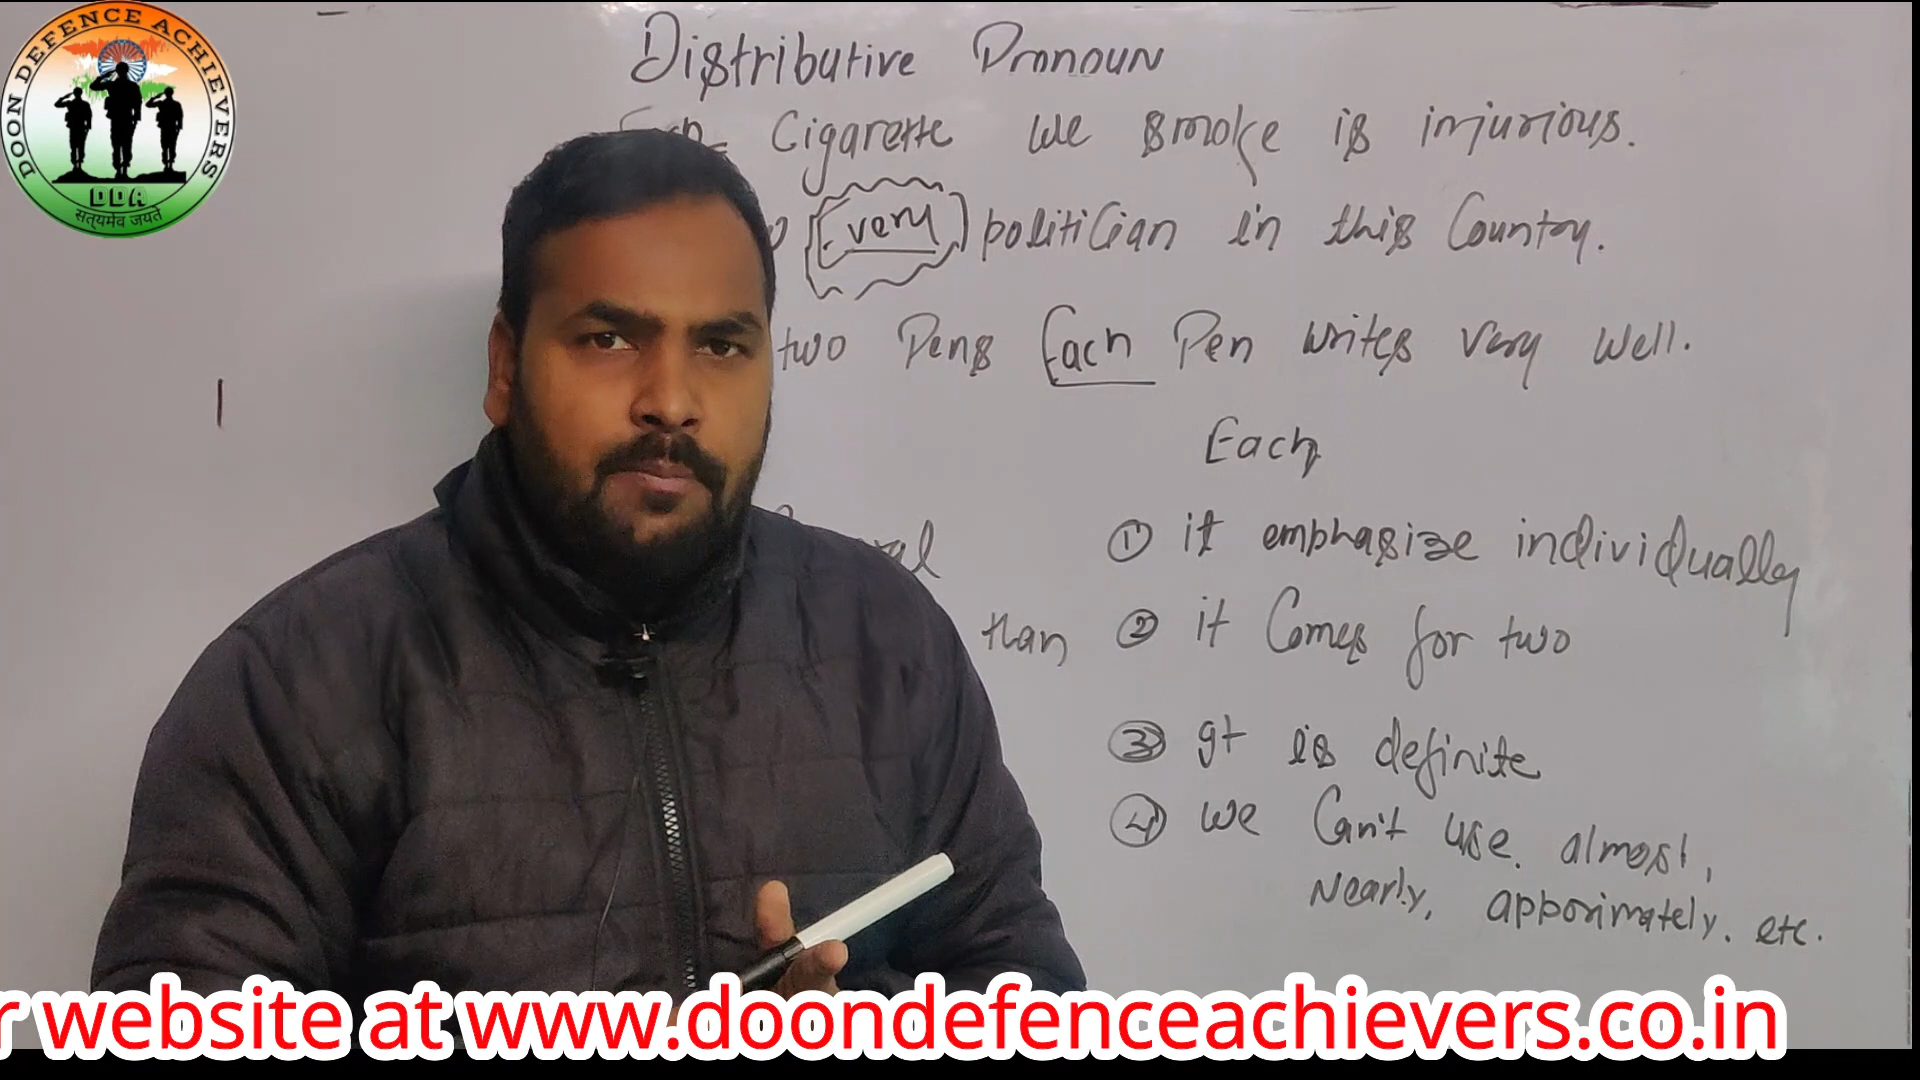 DOON DEFENCE ACHIEVERS
DDA
सत्यमेव जयते
Distributive Pronoun
Cigarette we smoke is injurious.
Every politician in this Country.
two Pens Each Pen writes very well.
Each
① it emphasize individually
than
② it Comes for two
③ It is definite
④ we Can't use. almost,
Nearly, apporimately. etc.
website at www.doondefenceachievers.co.in